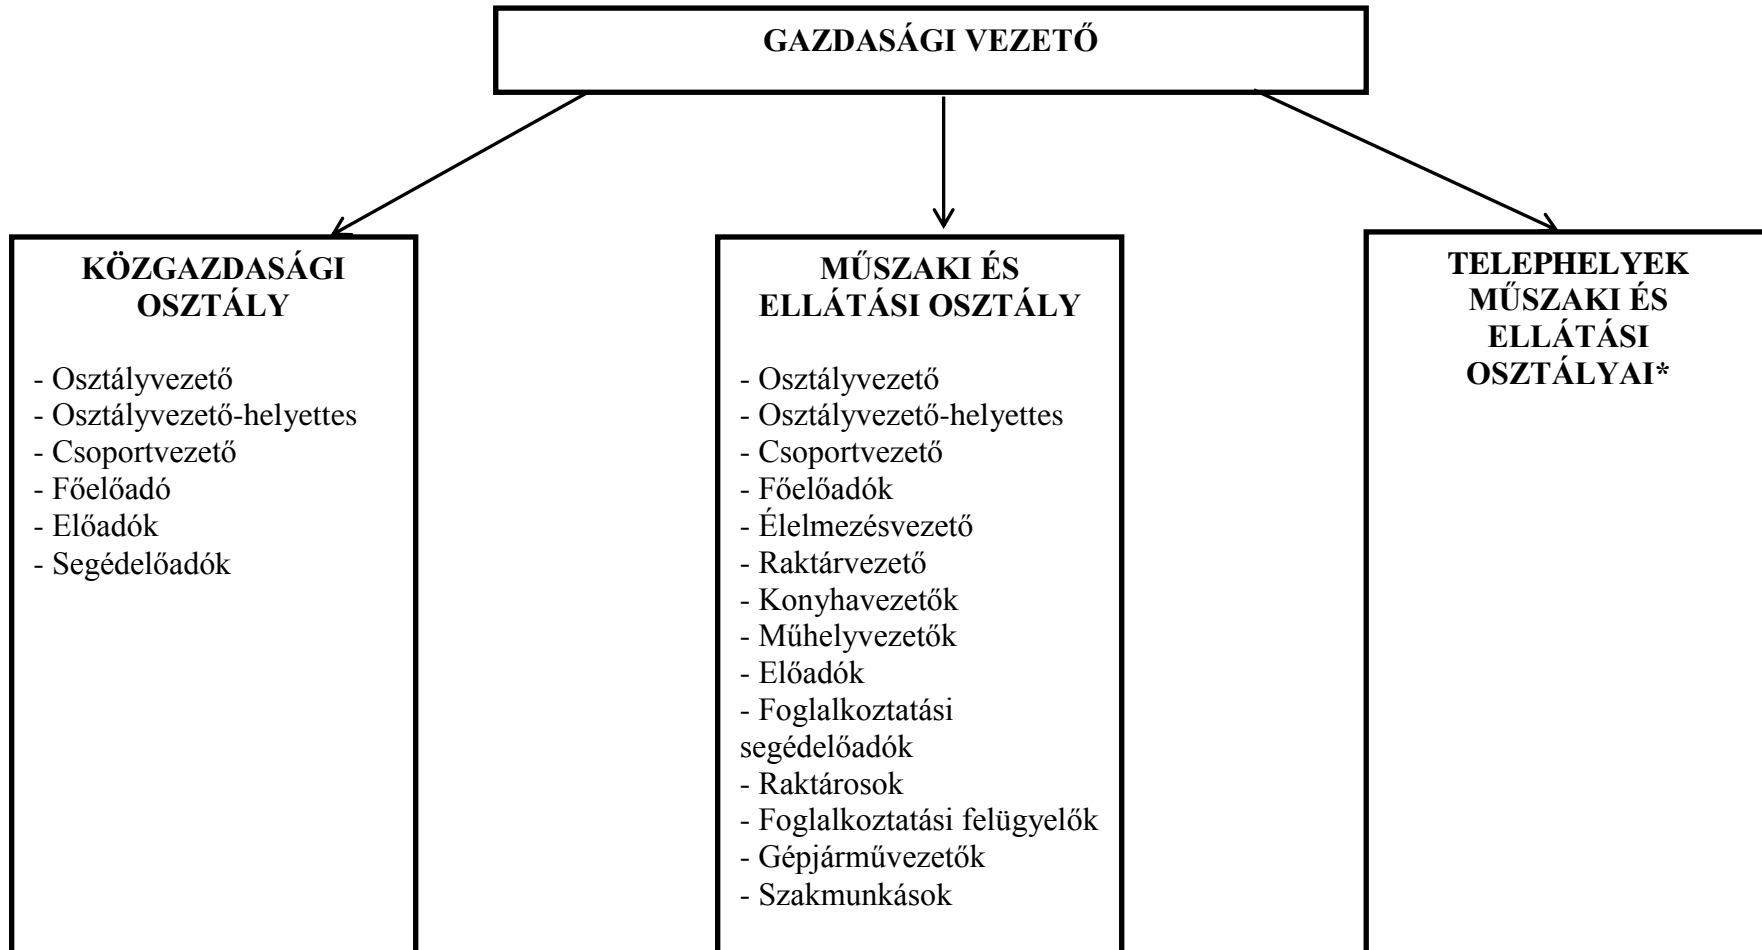 GAZDASÁGI VEZETŐ
KÖZGAZDASÁGI
OSZTÁLY
- Osztályvezető
- Osztályvezető-helyettes
- Csoportvezető
- Főelőadó
- Előadók
- Segédelőadók
MŰSZAKI ÉS
ELLÁTÁSI OSZTÁLY
- Osztályvezető
- Osztályvezető-helyettes
- Csoportvezető
- Főelőadók
- Élelmezésvezető
- Raktárvezető
- Konyhavezetők
- Műhelyvezetők
- Előadók
- Foglalkoztatási
segédelőadók
- Raktárosok
- Foglalkoztatási felügyelők
- Gépjárművezetők
- Szakmunkások
TELEPHELYEK
MŰSZAKI ÉS
ELLÁTÁSI
OSZTÁLYAI*